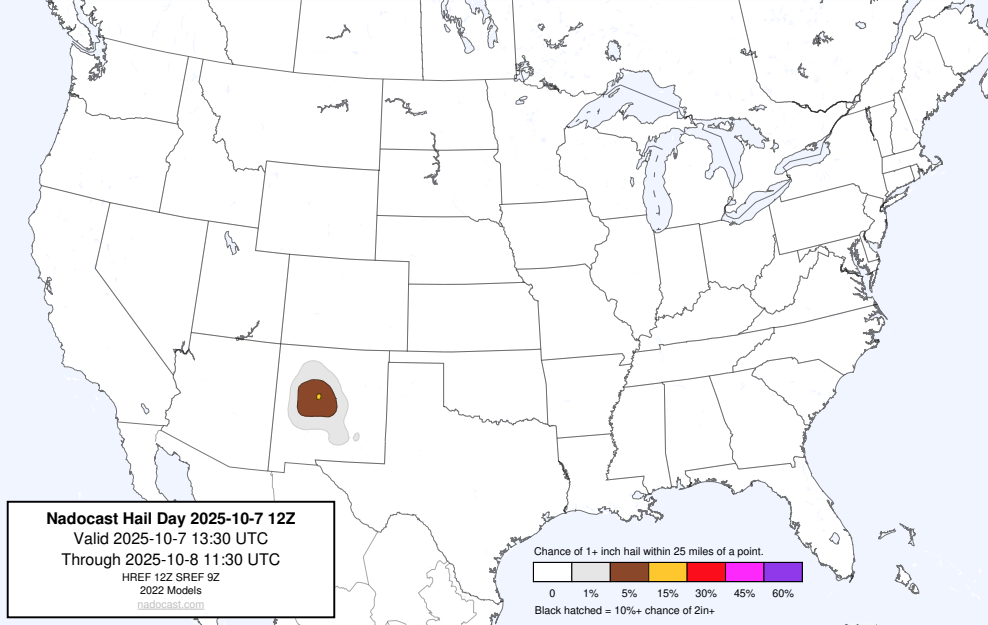 Nadocast Hail Day 2025-10-7 12Z
Valid 2025-10-7 13:30 UTC
Through 2025-10-8 11:30 UTC
HREF 12Z SREF 9Z
2022 Models
nadocast.com
Chance of 1+ inch hail within 25 miles of a point.
0 1% 5% 15% 30% 45% 60%
Black hatched = 10%+ chance of 2in+